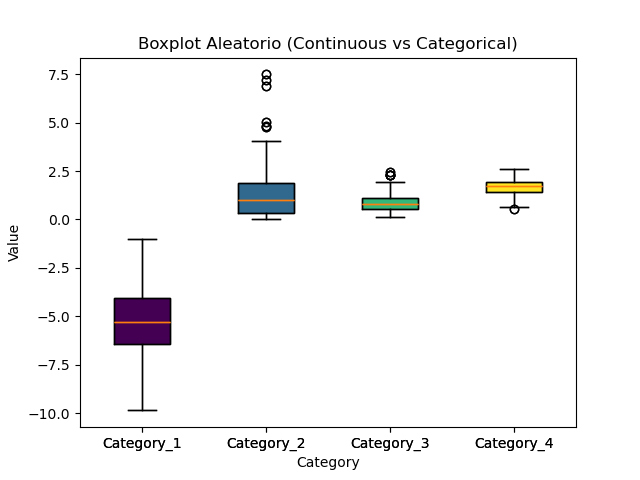 Boxplot Aleatorio (Continuous vs Categorical)
7.5
5.0
2.5
0.0
−2.5
−5.0
−7.5
−10.0
Value
Category_1 Category_2 Category_3 Category_4
Category